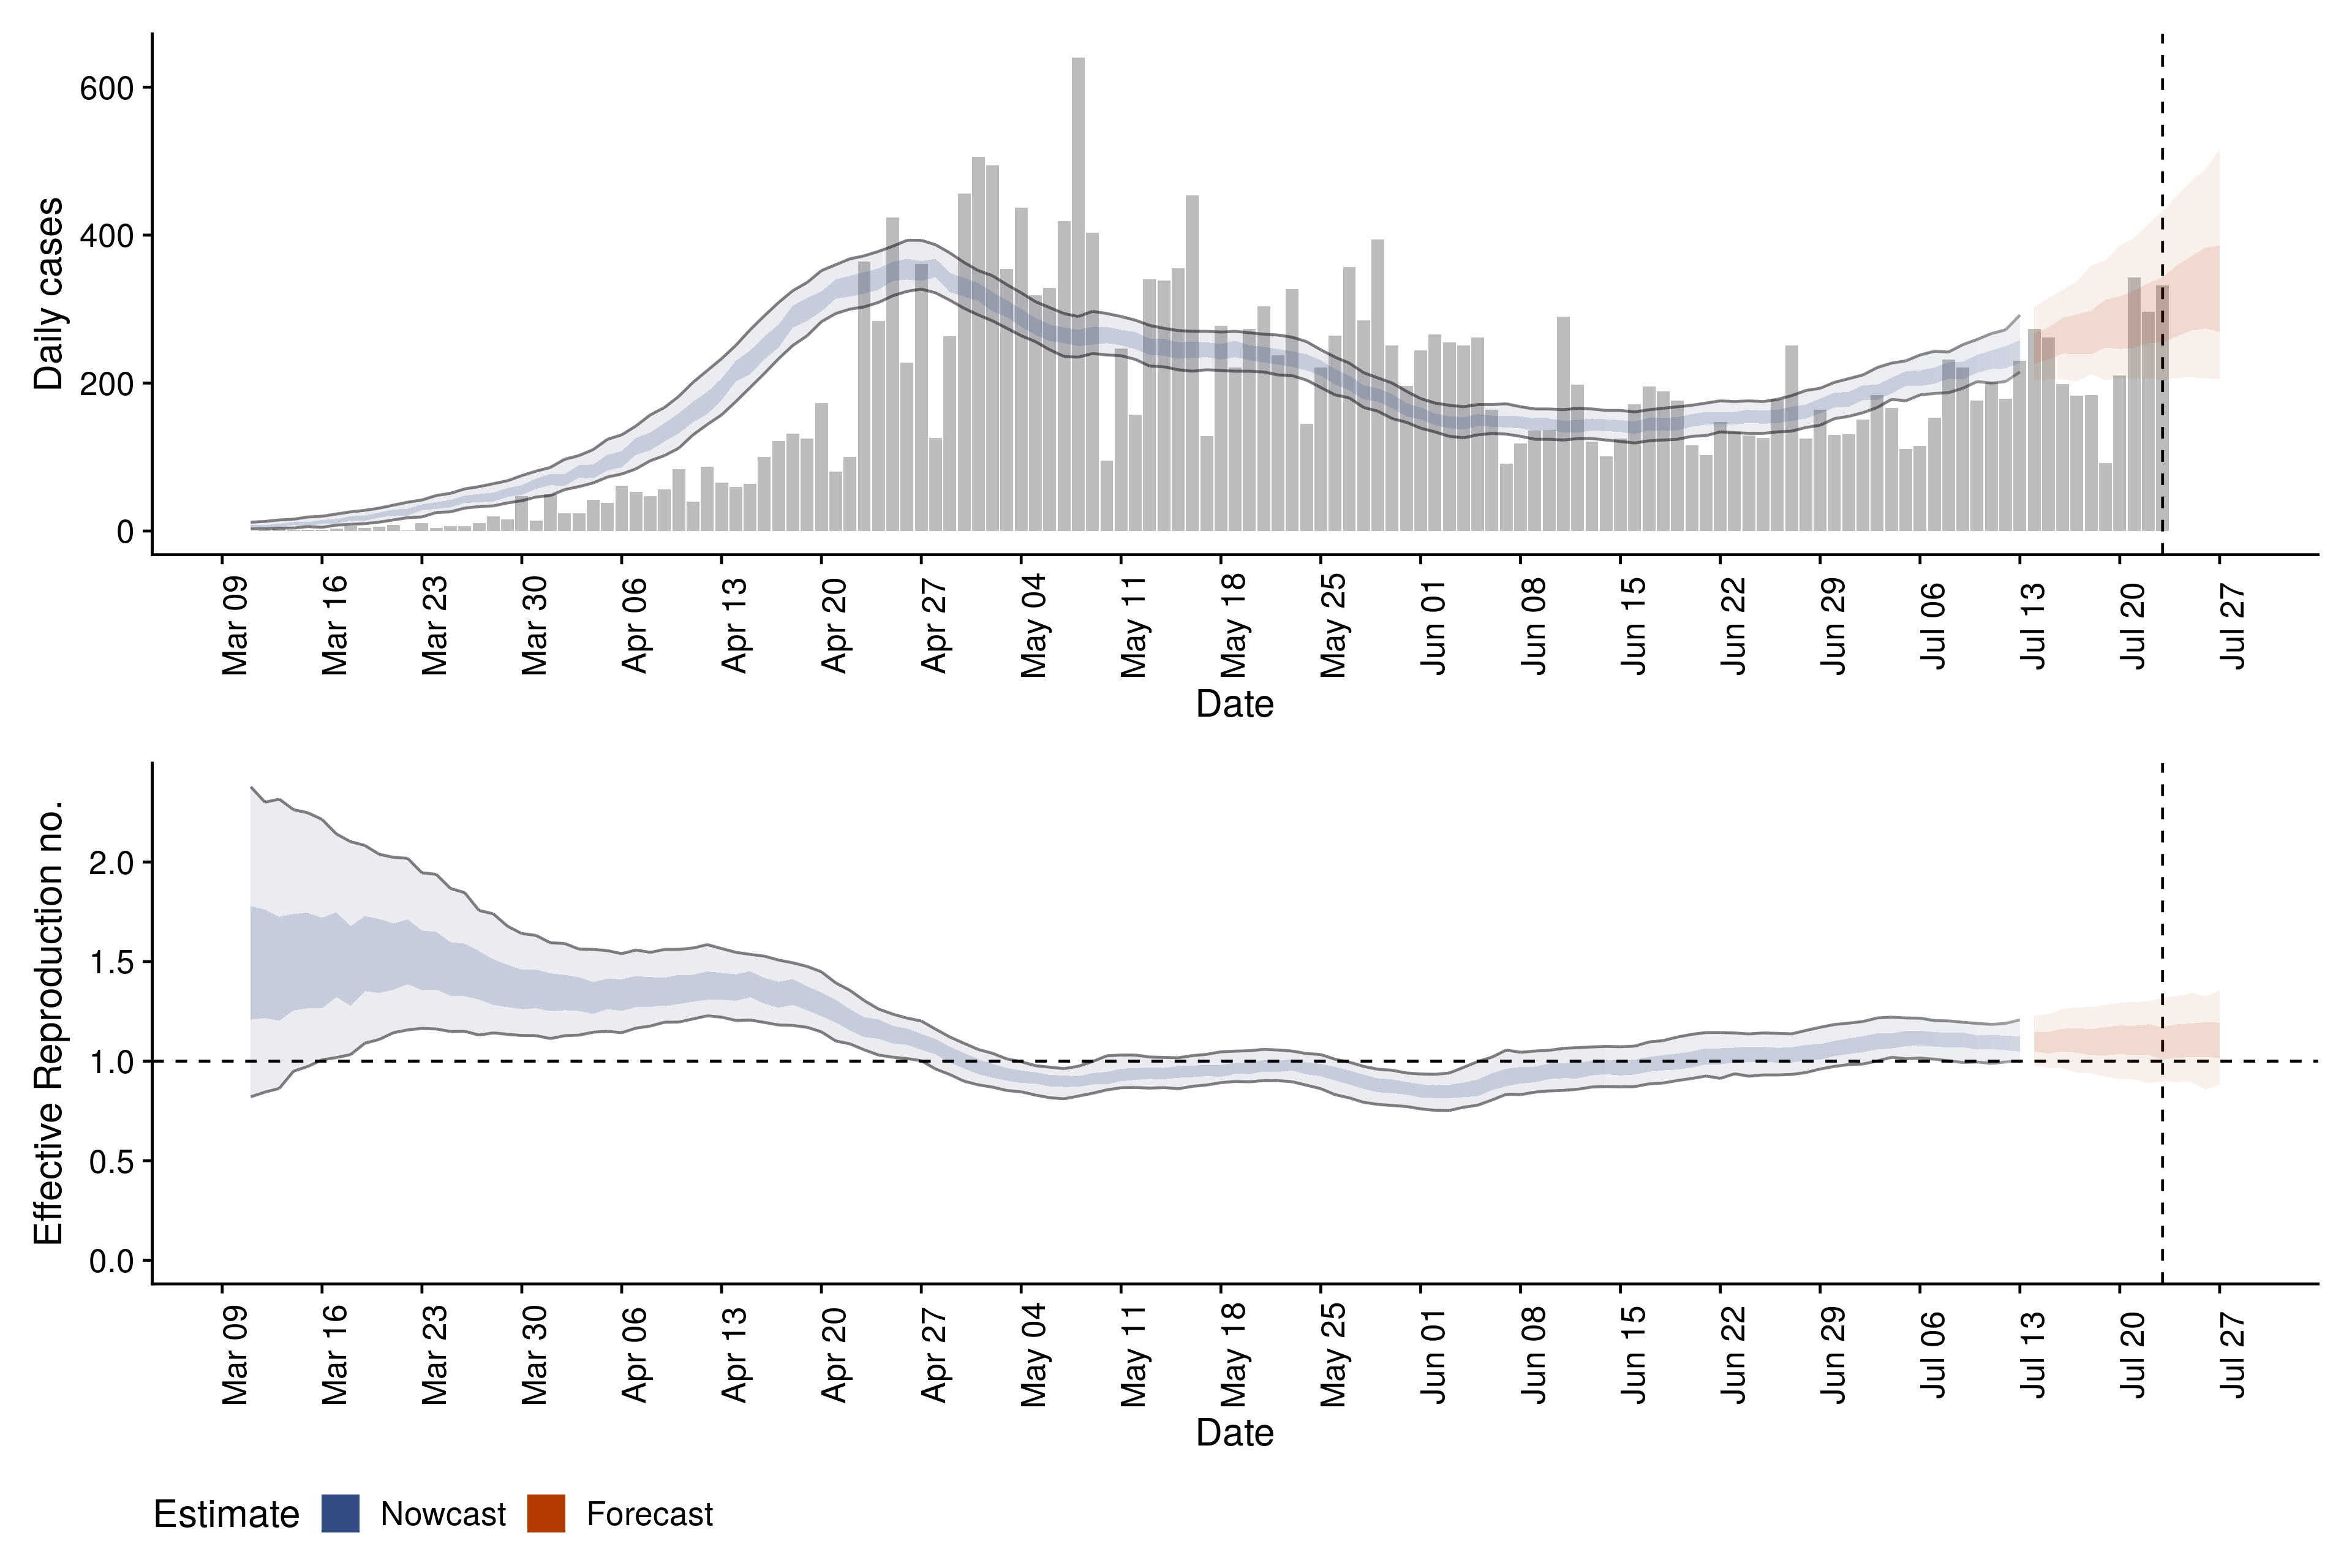 Daily cases
600
400
200
0
Mar 09
Mar 16
Mar 23
Mar 30
Apr 06
Apr 13
Apr 20
Apr 27
May 04
May 11
May 18
May 25
Jun 01
Jun 08
Jun 15
Jun 22
Jun 29
Jul 06
Jul 13
Jul 20
Jul 27
Date
Effective Reproduction no.
2.0
1.5
1.0
0.5
0.0
Mar 09
Mar 16
Mar 23
Mar 30
Apr 06
Apr 13
Apr 20
Apr 27
May 04
May 11
May 18
May 25
Jun 01
Jun 08
Jun 15
Jun 22
Jun 29
Jul 06
Jul 13
Jul 20
Jul 27
Date
Estimate Nowcast Forecast